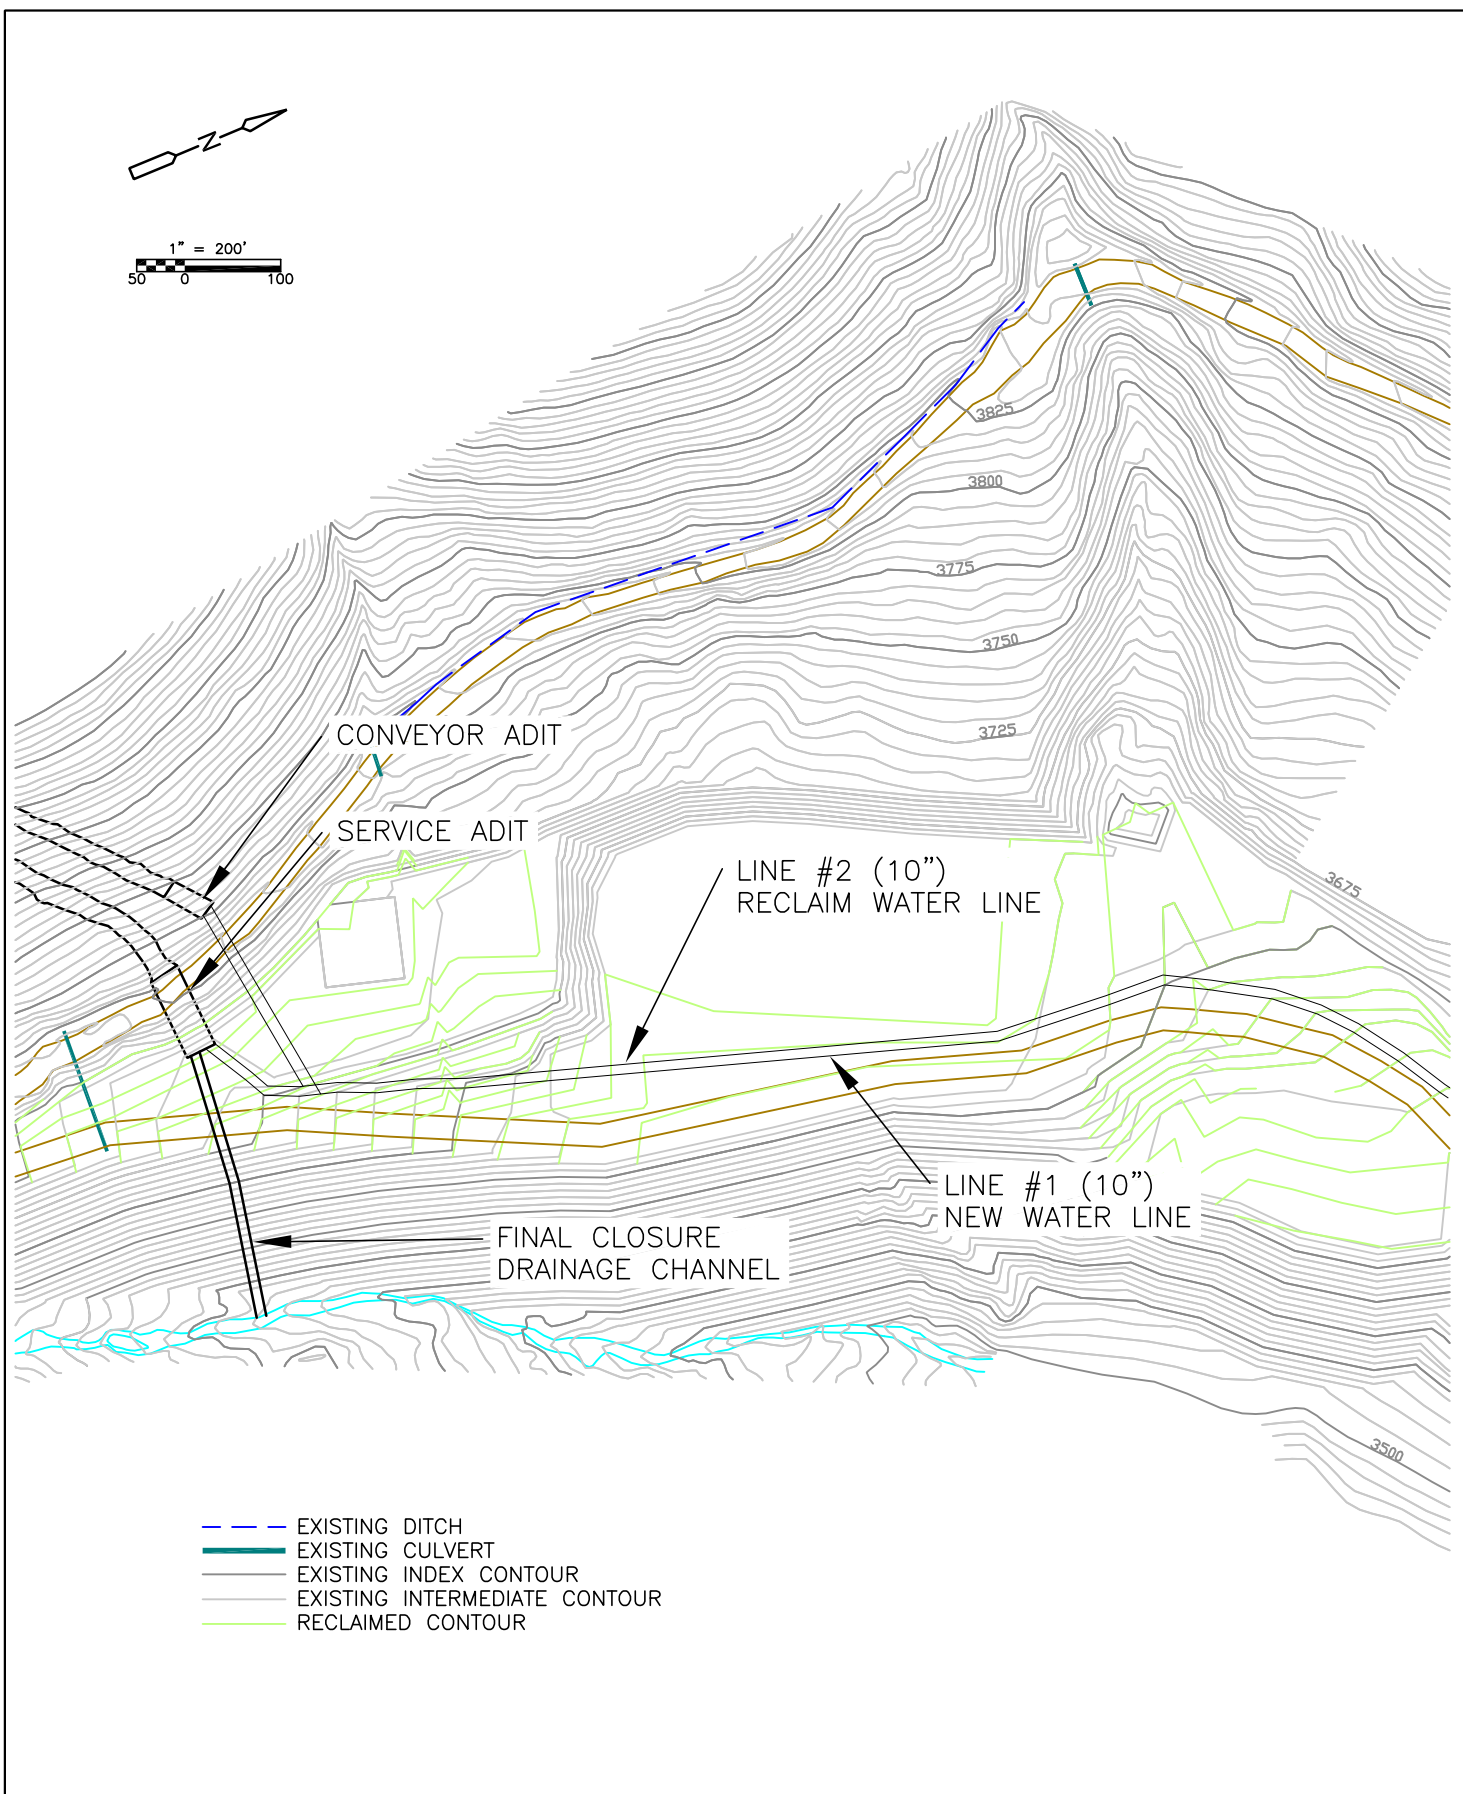 N
1" = 200'
50 0 100
3825
3800
3775
3750
3725
CONVEYOR ADIT
SERVICE ADIT
LINE #2 (10")
RECLAIM WATER LINE
3675
LINE #1 (10")
NEW WATER LINE
FINAL CLOSURE
DRAINAGE CHANNEL
3500
EXISTING DITCH
EXISTING CULVERT
EXISTING INDEX CONTOUR
EXISTING INTERMEDIATE CONTOUR
RECLAIMED CONTOUR